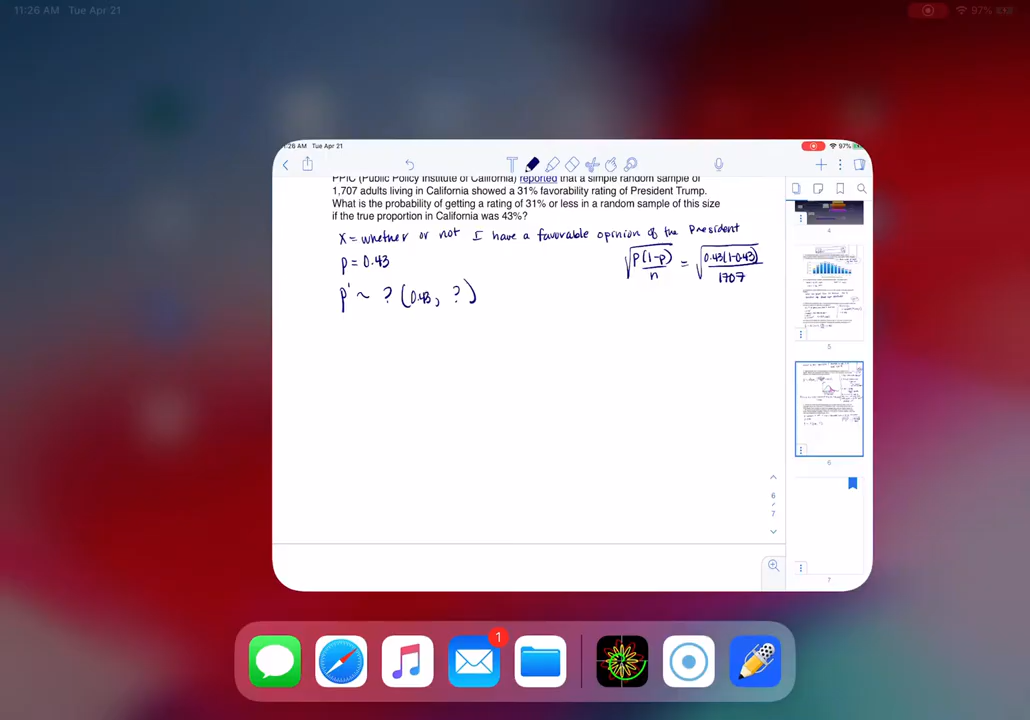 11:26 AM Tue Apr 21
97%
:26 AM Tue Apr 21
97%
PPIC (Public Policy Institute of California) reported that a simple random sample of
1,707 adults living in California showed a 31% favorability rating of President Trump.
What is the probability of getting a rating of 31% or less in a random sample of this size
if the true proportion in California was 43%?
X = whether or not I have a favorable opinion of the President
p = 0.43
√(p(1-p)/n) = √(0.43(1-0.43)/1707)
p' ~ ? (0.43, ?)
4
5
6
7
6
/
7
1